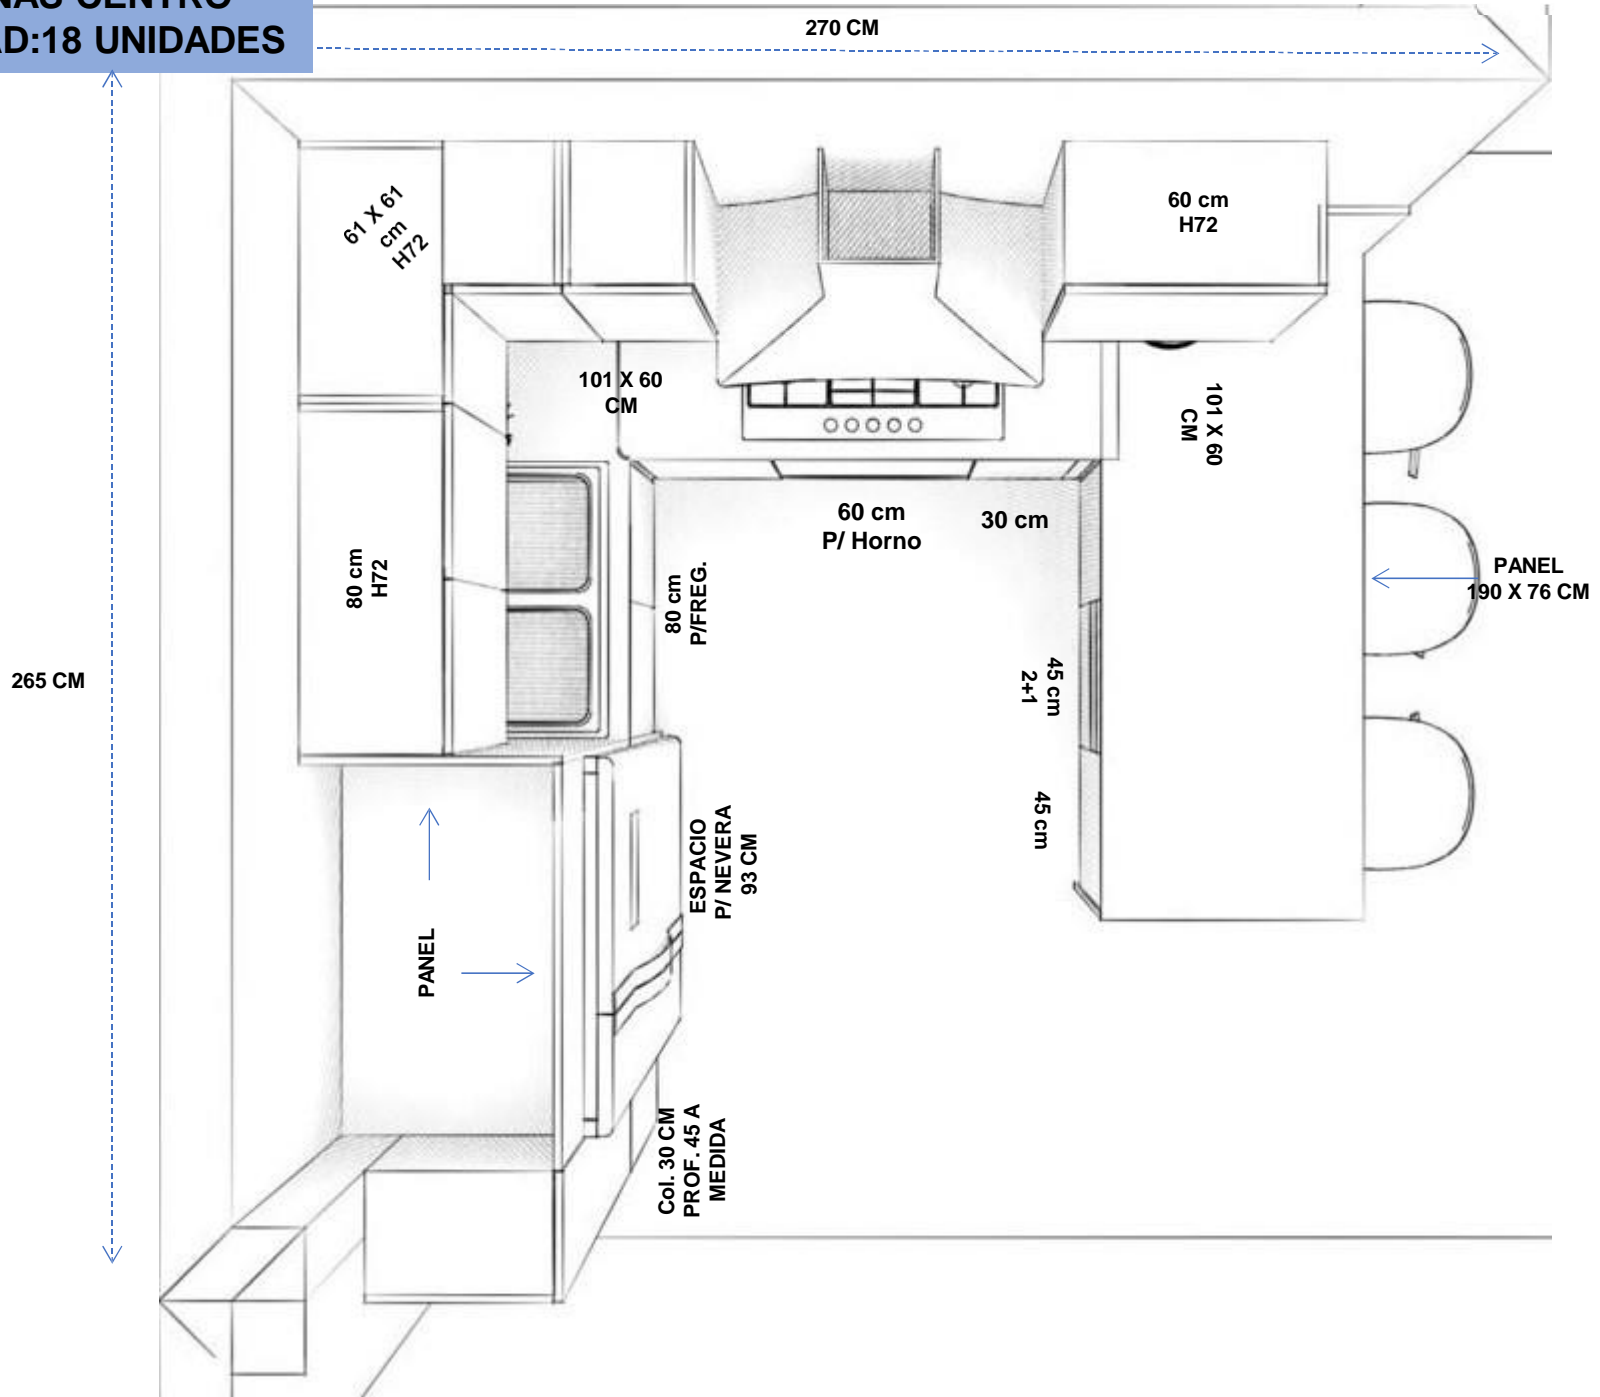 AD:18 UNIDADES
270 CM
61 X 61
cm
H72
60 cm
H72
101 X 60
CM
101 X 60
CM
60 cm
P/ Horno
30 cm
80 cm
H72
80 cm
P/FREG.
PANEL
190 X 76 CM
265 CM
45 cm
2+1
45 cm
ESPACIO
P/ NEVERA
93 CM
PANEL
Col. 30 CM
PROF. 45 A
MEDIDA